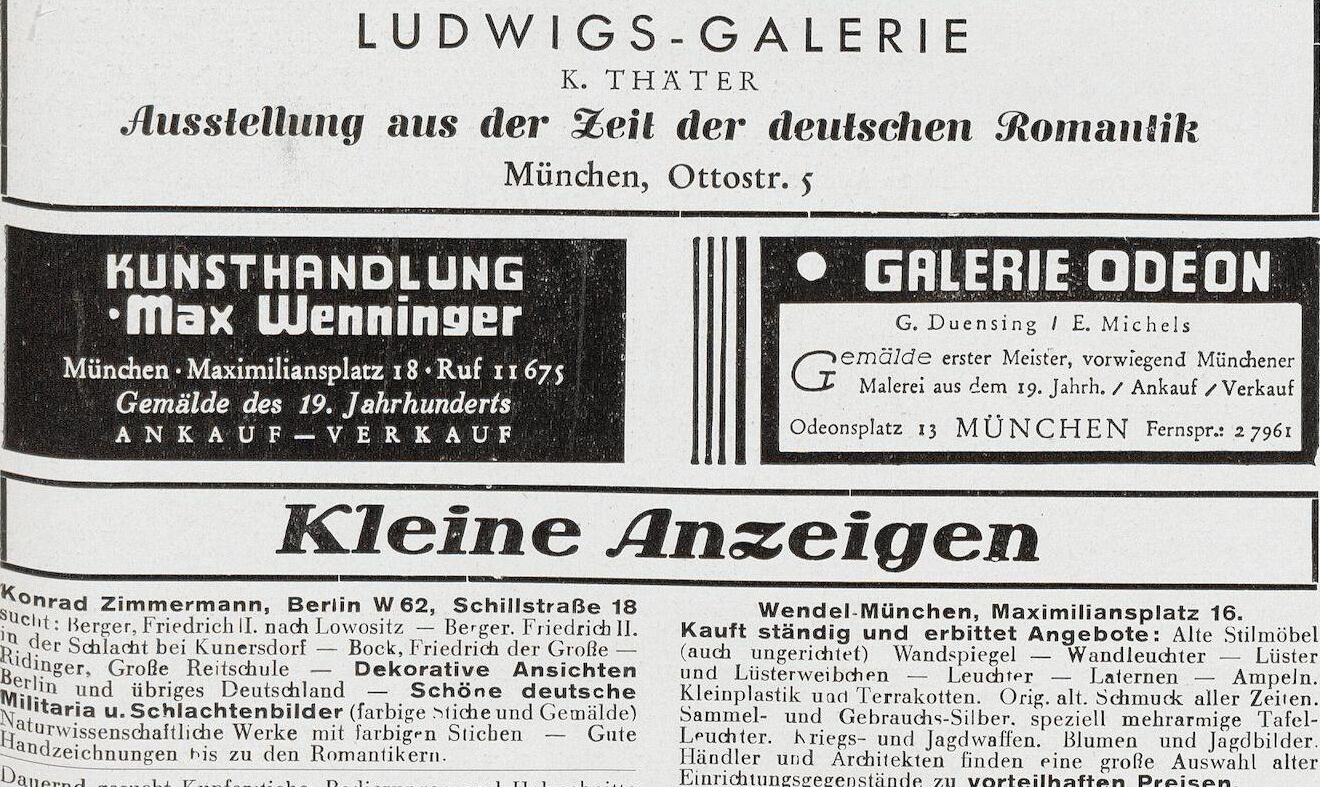 LUDWIGS-GALERIE
K. THÄTER
Ausstellung aus der Zeit der deutschen Romantik
München, Ottostr. 5
KUNSTHANDLUNG
·Max Wenninger
München · Maximiliansplatz 18 · Ruf 11675
Gemälde des 19. Jahrhunderts
ANKAUF — VERKAUF
GALERIE ODEON
G. Duensing / E. Michels
Gemälde erster Meister, vorwiegend Münchener
Malerei aus dem 19. Jahrh. / Ankauf / Verkauf
Odeonsplatz 13 MÜNCHEN Fernspr.: 27961
Kleine Anzeigen
Konrad Zimmermann, Berlin W 62, Schillstraße 18
sucht: Berger, Friedrich II. nach Lowositz — Berger. Friedrich II.
in der Schlacht bei Kunersdorf — Bock, Friedrich der Große —
Ridinger, Große Reitschule — Dekorative Ansichten
Berlin und übriges Deutschland — Schöne deutsche
Militaria u. Schlachtenbilder (farbige Stiche und Gemälde)
Naturwissenschaftliche Werke mit farbigen Stichen — Gute
Handzeichnungen bis zu den Romantikern.
Dauernd gesucht Kupferstiche, Radierungen und Holzschnitte
Wendel-München, Maximiliansplatz 16.
Kauft ständig und erbittet Angebote: Alte Stilmöbel
(auch ungerichtet) Wandspiegel — Wandleuchter — Lüster
und Lüsterweibchen — Leuchter — Laternen — Ampeln.
Kleinplastik und Terrakotten. Orig. alt. Schmuck aller Zeiten.
Sammel- und Gebrauchs-Silber, speziell mehrarmige Tafel-
Leuchter. Kriegs- und Jagdwaffen. Blumen und Jagdbilder.
Händler und Architekten finden eine große Auswahl alter
Einrichtungsgegenstände zu vorteilhaften Preisen.